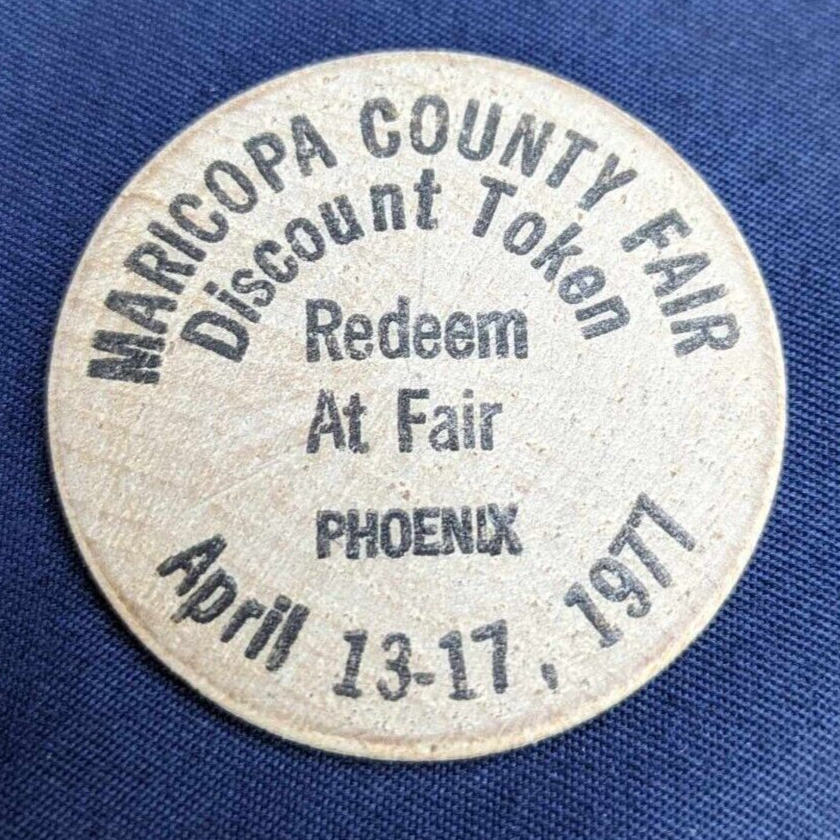 MARICOPA COUNTY FAIR
Discount Token
Redeem
At Fair
PHOENIX
April 13-17, 1977